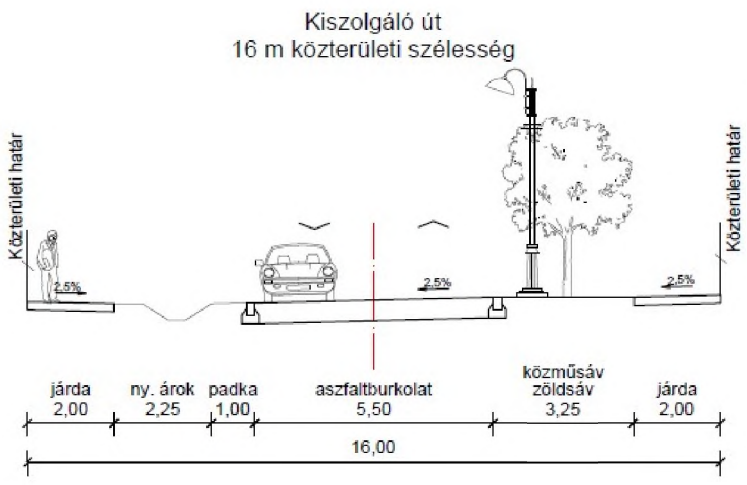 Kiszolgáló út
16 m közterületi szélesség
Közterületi határ
Közterületi határ
2,5%
2,5%
2,5%
járda
ny. árok
padka
aszfaltburkolat
közműsáv
zöldsáv
járda
2,00
2,25
1,00
5,50
3,25
2,00
16,00